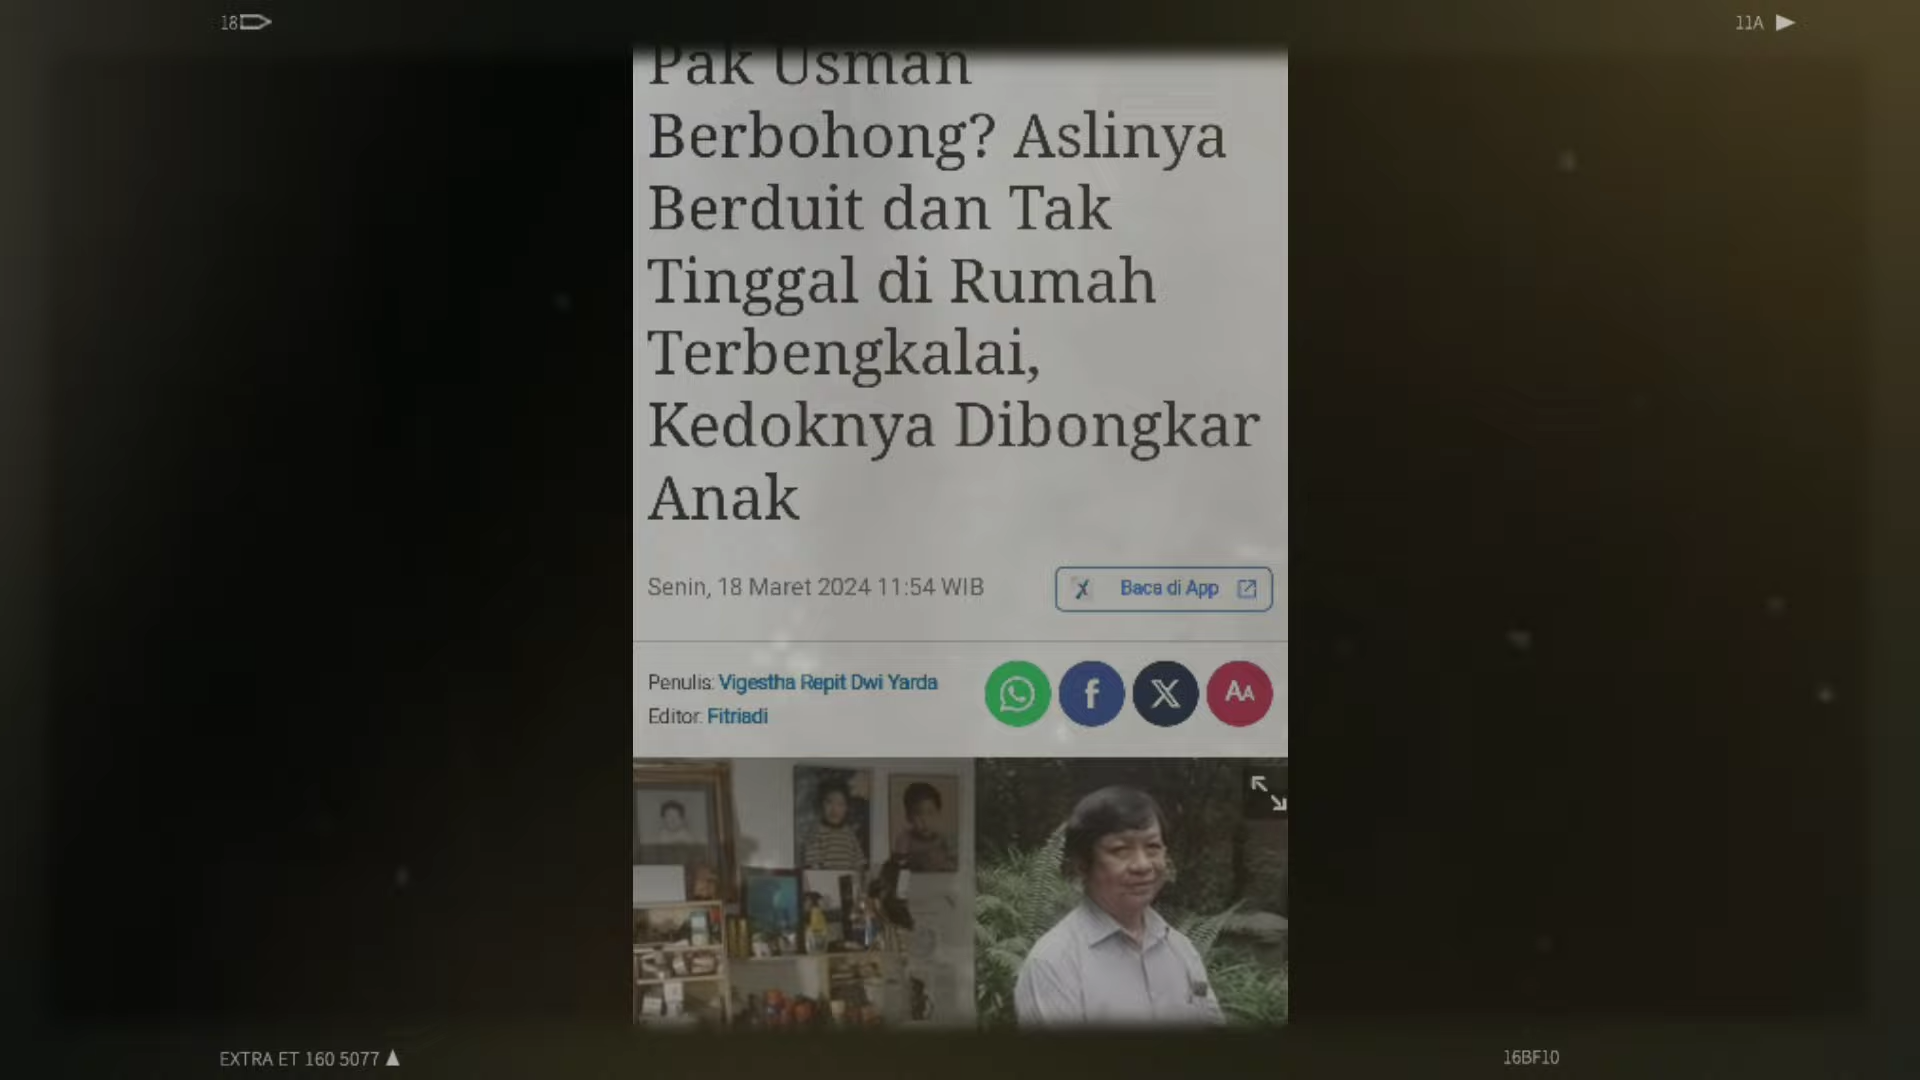 18
11A
Pak Usman
Berbohong? Aslinya
Berduit dan Tak
Tinggal di Rumah
Terbengkalai,
Kedoknya Dibongkar
Anak
Senin, 18 Maret 2024 11:54 WIB
Baca di App
Penulis: Vigestha Repit Dwi Yarda
Editor: Fitriadi
AA
EXTRA ET 160 5077
16BF10